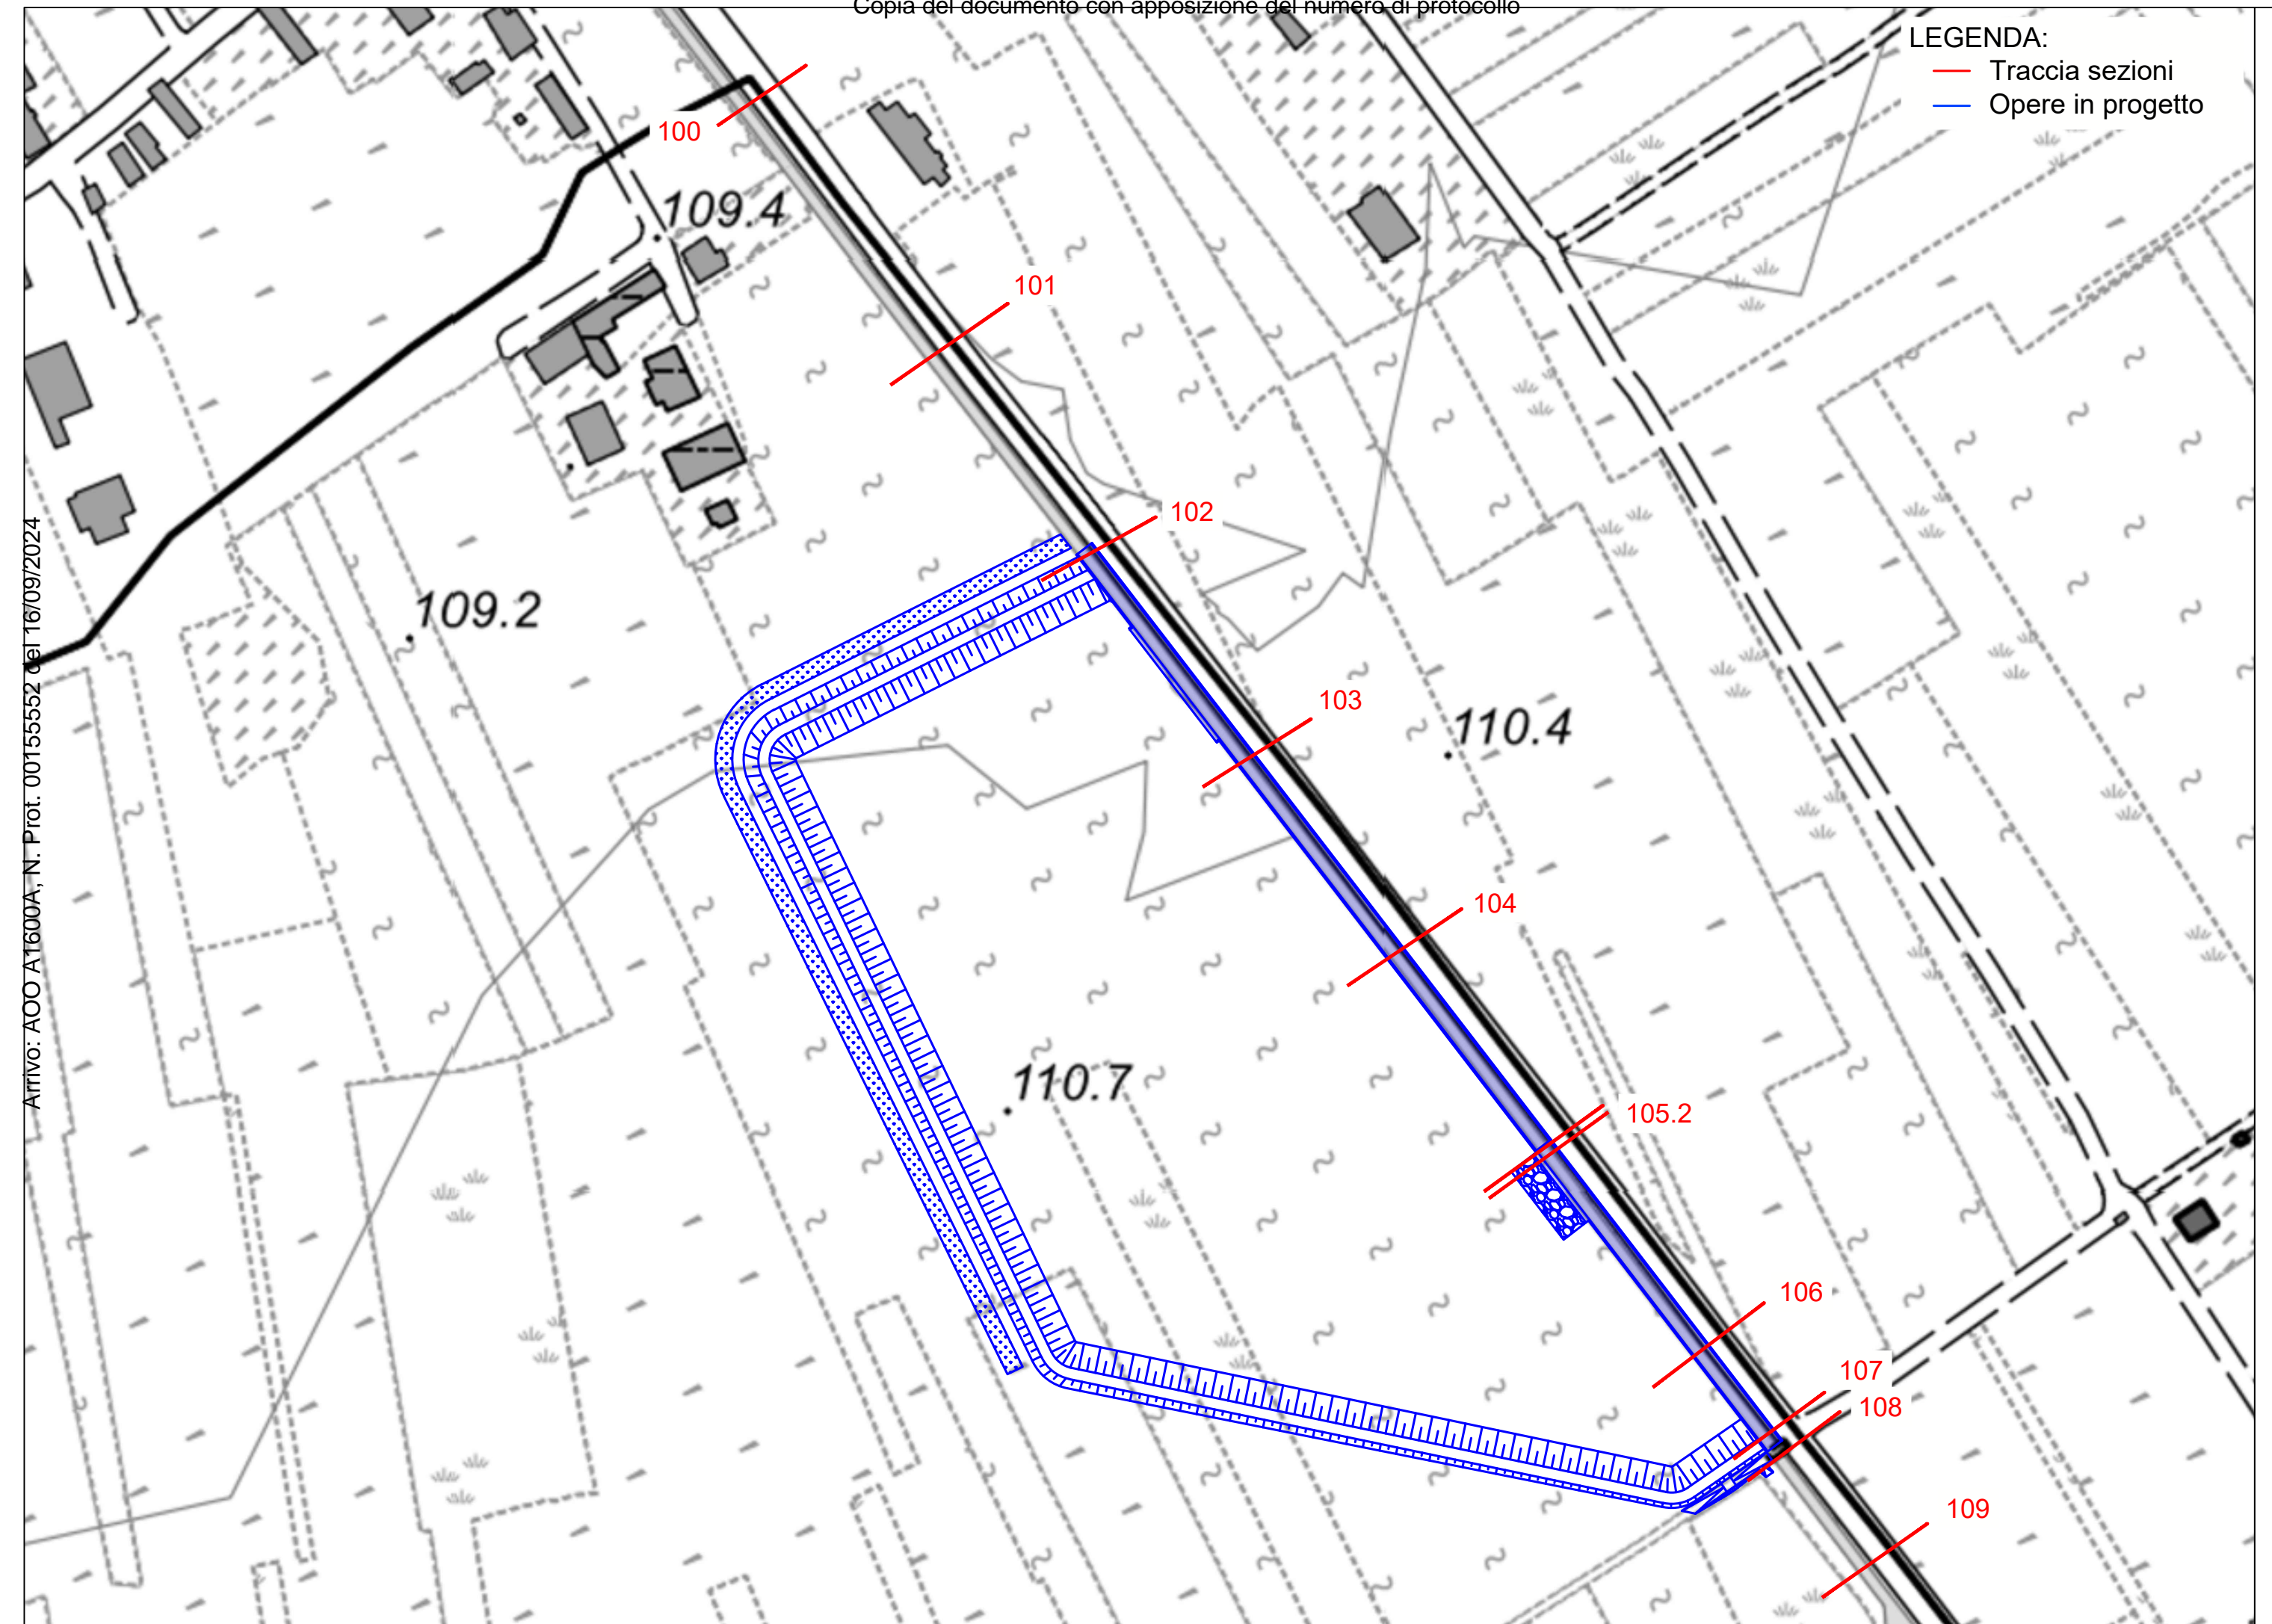 Copia del documento con apposizione del numero di protocollo
LEGENDA:
Traccia sezioni
Opere in progetto
100
109.4
101
102
109.2
103
110.4
104
110.7
105.2
106
107
108
109
Arrivo: AOO A1600A, N. Prot. 00155552 del 16/09/2024